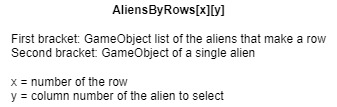 AliensByRows[x][y]
First bracket: GameObject list of the aliens that make a row
Second bracket: GameObject of a single alien
x = number of the row
y = column number of the alien to select